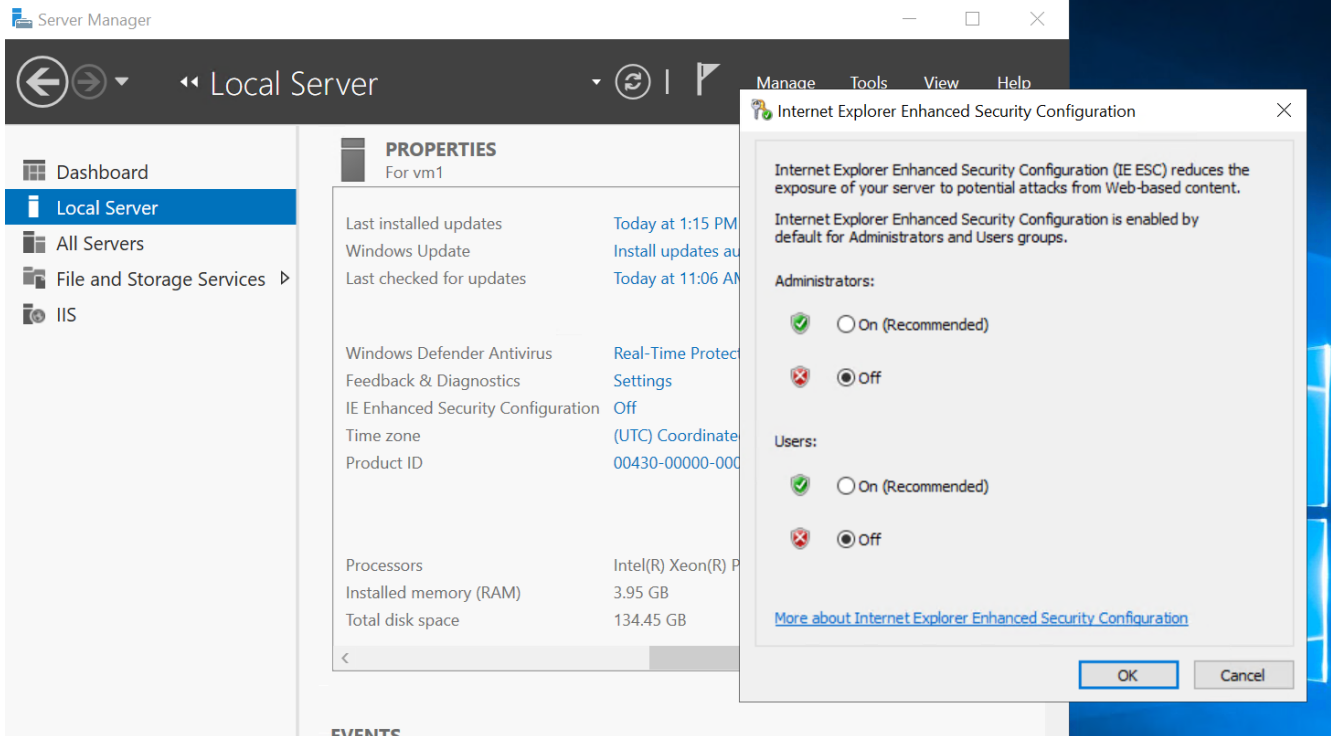 Server Manager
Local Server
Manage Tools View Help
Dashboard
Local Server
All Servers
File and Storage Services
IIS
PROPERTIES
For vm1
Last installed updates Today at 1:15 PM
Windows Update Install updates
Last checked for updates Today at 11:06
Windows Defender Antivirus Real-Time
Feedback & Diagnostics Settings
IE Enhanced Security Configuration Off
Time zone (UTC)
Product ID 00430-00000-000
Processors Intel(R) Xeon(R) P
Installed memory (RAM) 3.95 GB
Total disk space 134.45 GB
EVENTS
Internet Explorer Enhanced Security Configuration
Internet Explorer Enhanced Security Configuration (IE ESC) reduces the
exposure of your server to potential attacks from Web-based content.
Internet Explorer Enhanced Security Configuration is enabled by
default for Administrators and Users groups.
Administrators:
On (Recommended)
Off
Users:
On (Recommended)
Off
More about Internet Explorer Enhanced Security Configuration
OK Cancel